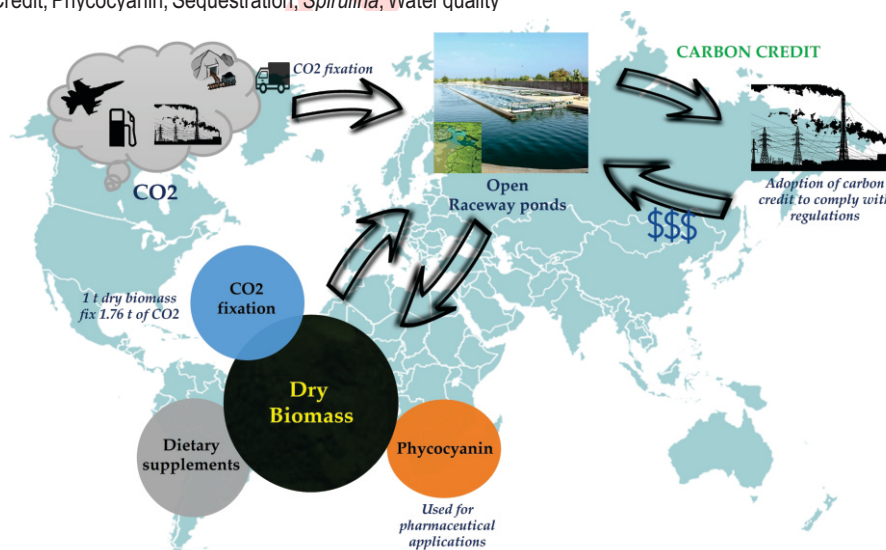 Credit, Phycocyanin, Sequestration, Spirulina, Water quality
CO2 fixation
CARBON CREDIT
CO2
Open
Raceway ponds
Adoption of carbon
credit to comply with
regulations
$$$
1 t dry biomass
fix 1.76 t of CO2
CO2
fixation
Dry
Biomass
Dietary
supplements
Phycocyanin
Used for
pharmaceutical
applications